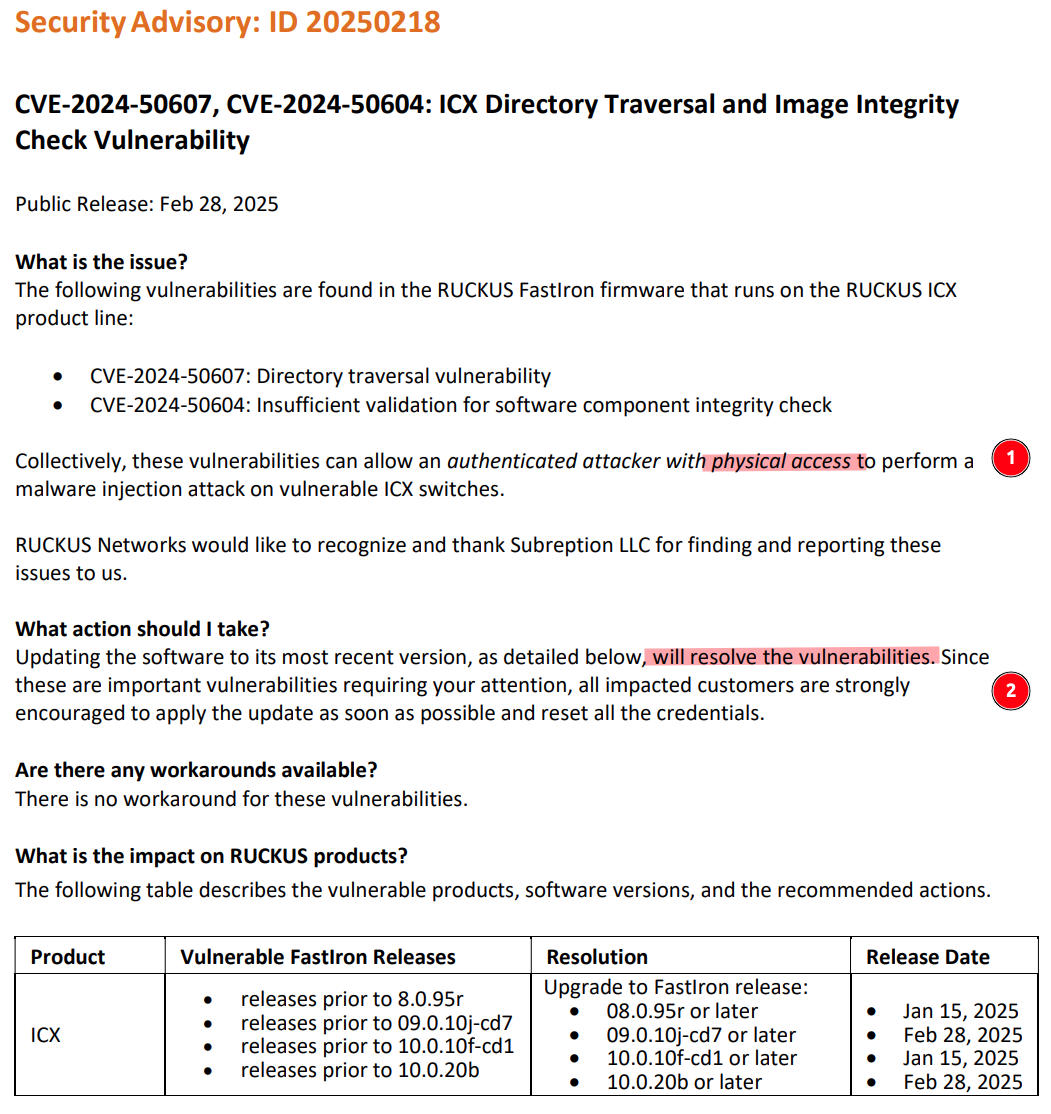 Security Advisory: ID 20250218
CVE-2024-50607, CVE-2024-50604: ICX Directory Traversal and Image Integrity
Check Vulnerability
Public Release: Feb 28, 2025
What is the issue?
The following vulnerabilities are found in the RUCKUS FastIron firmware that runs on the RUCKUS ICX
product line:
• CVE-2024-50607: Directory traversal vulnerability
• CVE-2024-50604: Insufficient validation for software component integrity check
Collectively, these vulnerabilities can allow an authenticated attacker with physical access to perform a
1
malware injection attack on vulnerable ICX switches.
RUCKUS Networks would like to recognize and thank Subreption LLC for finding and reporting these
issues to us.
What action should I take?
Updating the software to its most recent version, as detailed below, will resolve the vulnerabilities. Since
these are important vulnerabilities requiring your attention, all impacted customers are strongly
2
encouraged to apply the update as soon as possible and reset all the credentials.
Are there any workarounds available?
There is no workaround for these vulnerabilities.
What is the impact on RUCKUS products?
The following table describes the vulnerable products, software versions, and the recommended actions.
Product
Vulnerable FastIron Releases
Resolution
Release Date
ICX
• releases prior to 8.0.95r
• releases prior to 09.0.10j-cd7
• releases prior to 10.0.10f-cd1
• releases prior to 10.0.20b
Upgrade to FastIron release:
• 08.0.95r or later
• 09.0.10j-cd7 or later
• 10.0.10f-cd1 or later
• 10.0.20b or later
• Jan 15, 2025
• Feb 28, 2025
• Jan 15, 2025
• Feb 28, 2025